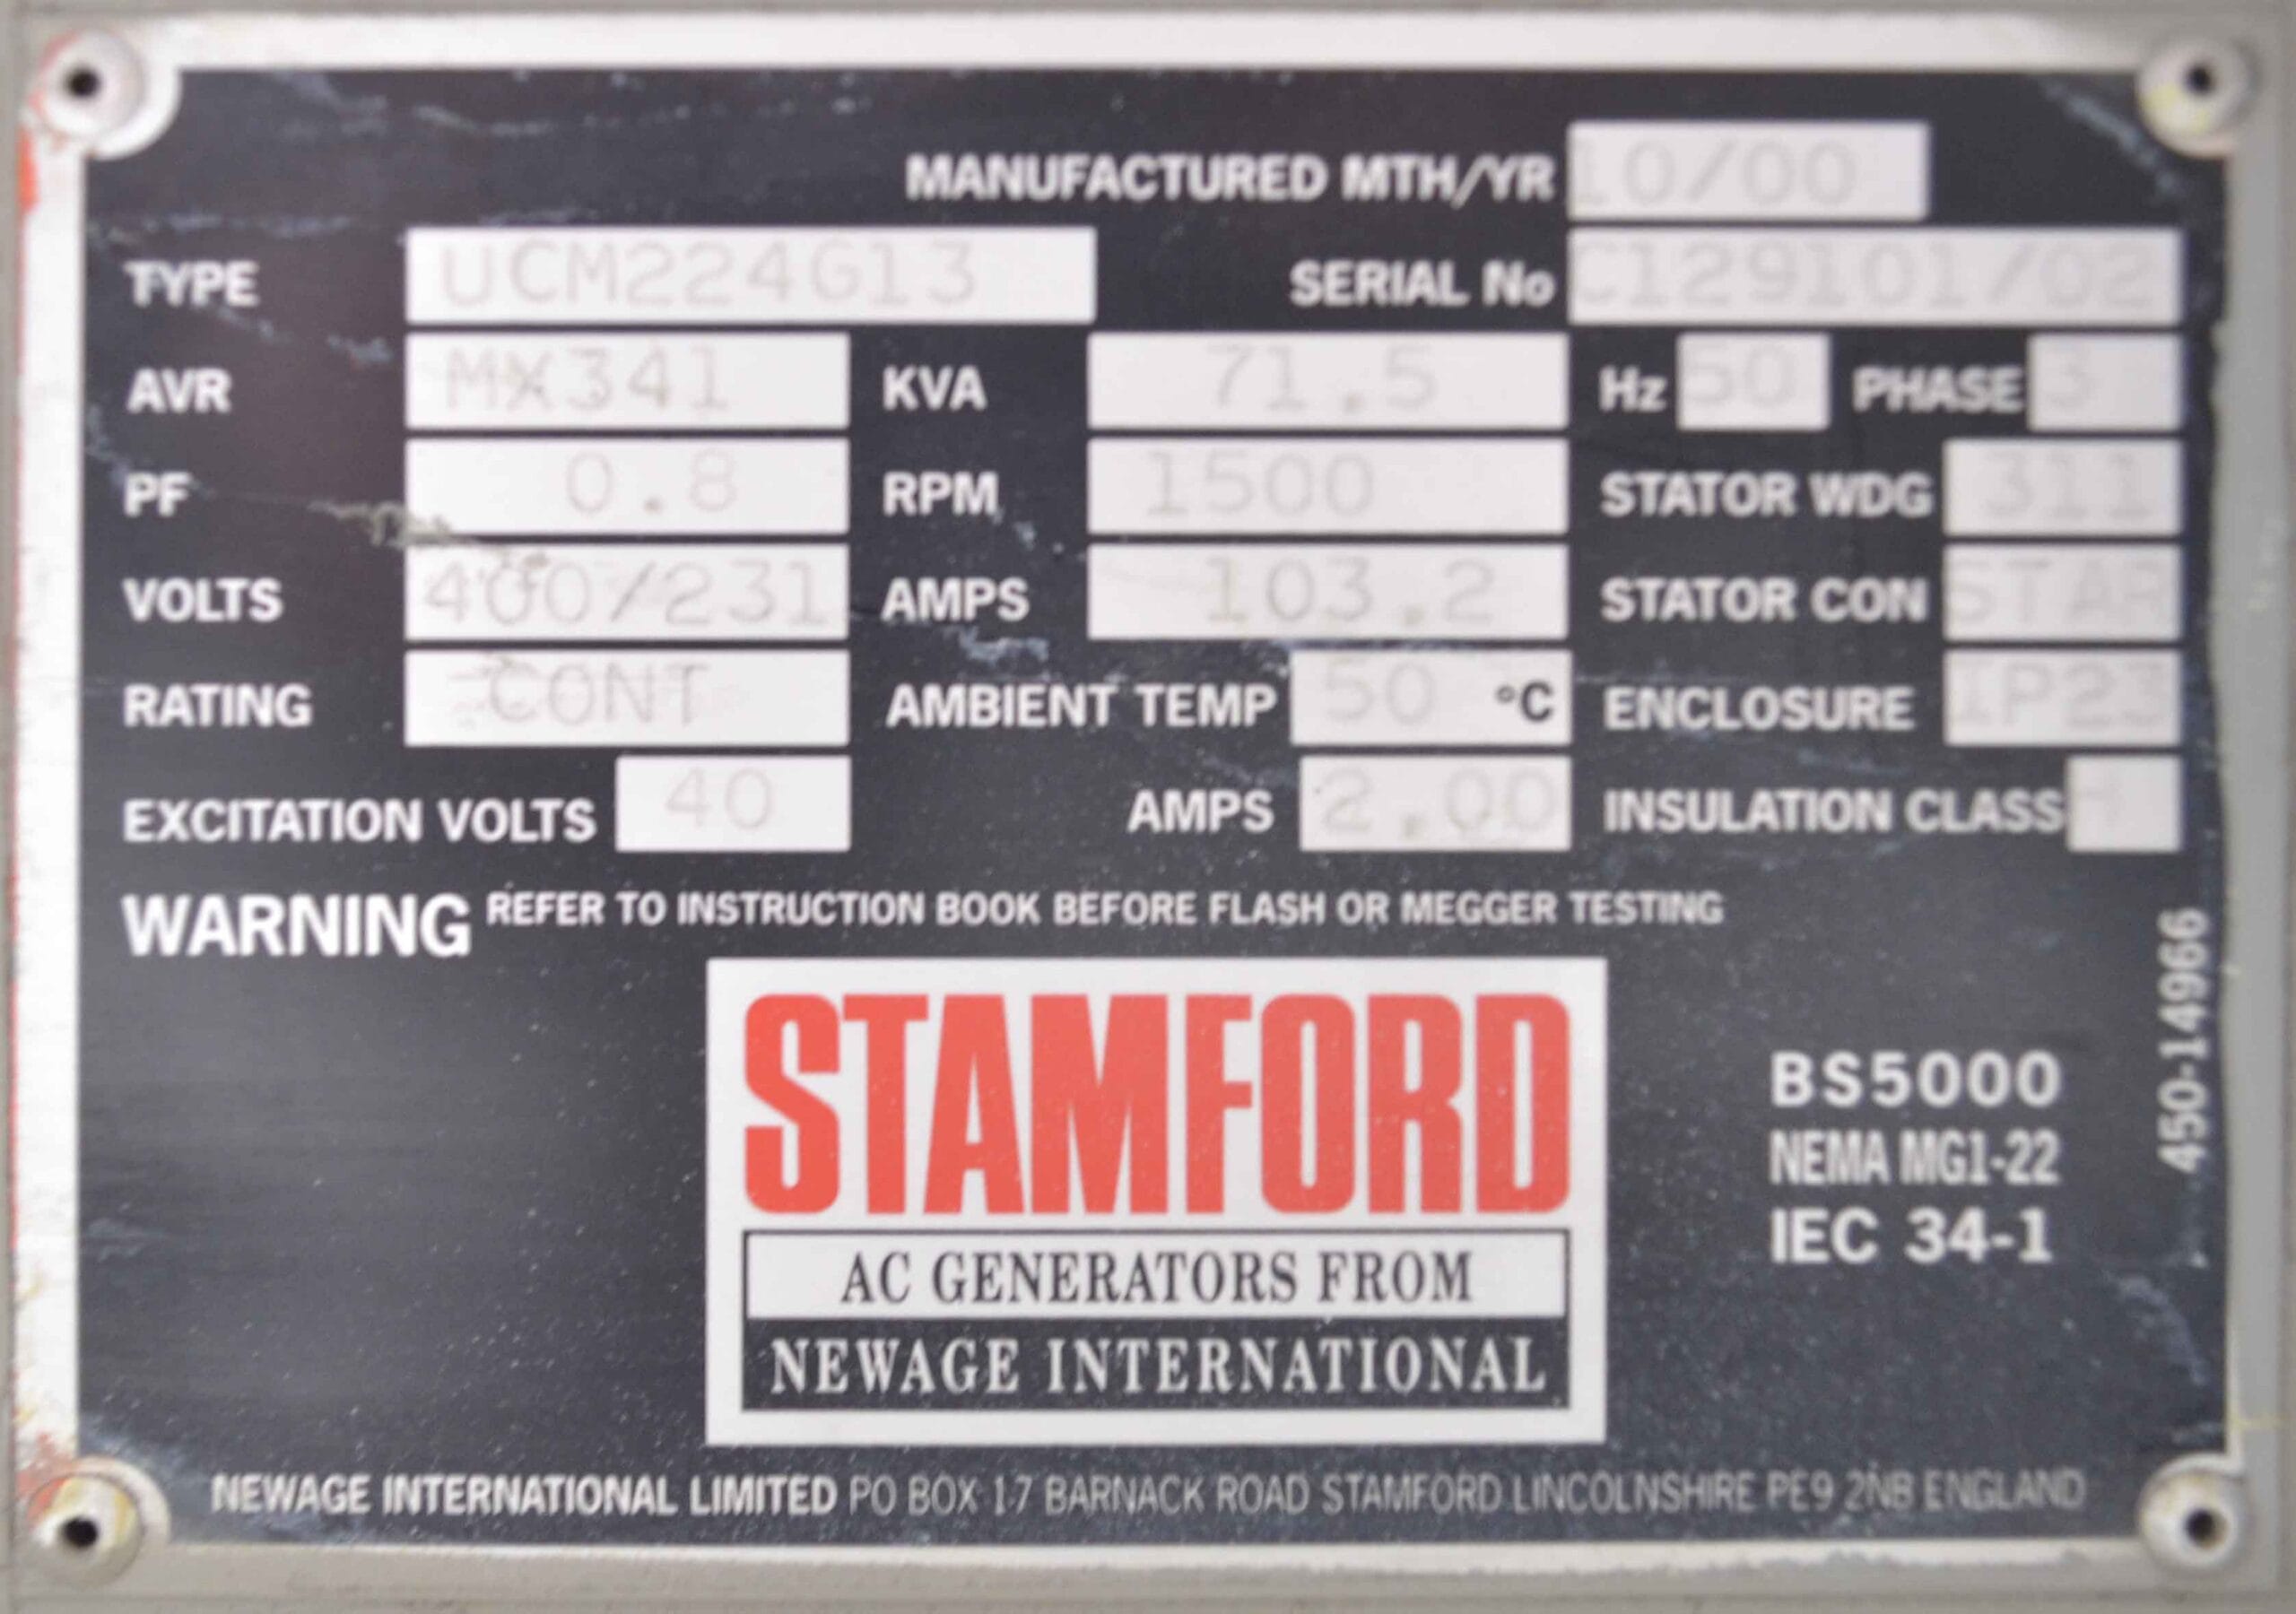 MANUFACTURED MTH/YR 10/00
TYPE UCM224G13 SERIAL No C129101/02
AVR MX341 KVA 71.5 Hz 50 PHASE 3
PF 0.8 RPM 1500 STATOR WDG 311
VOLTS 400/231 AMPS 103.2 STATOR CON STAR
RATING CONT AMBIENT TEMP 50 °C ENCLOSURE IP23
EXCITATION VOLTS 40 AMPS 2.00 INSULATION CLASS H
WARNING REFER TO INSTRUCTION BOOK BEFORE FLASH OR MEGGER TESTING
STAMFORD
AC GENERATORS FROM
NEWAGE INTERNATIONAL
BS5000
NEMA MG1-22
IEC 34-1
450-14966
NEWAGE INTERNATIONAL LIMITED PO BOX 17 BARNACK ROAD STAMFORD LINCOLNSHIRE PE9 2NB ENGLAND